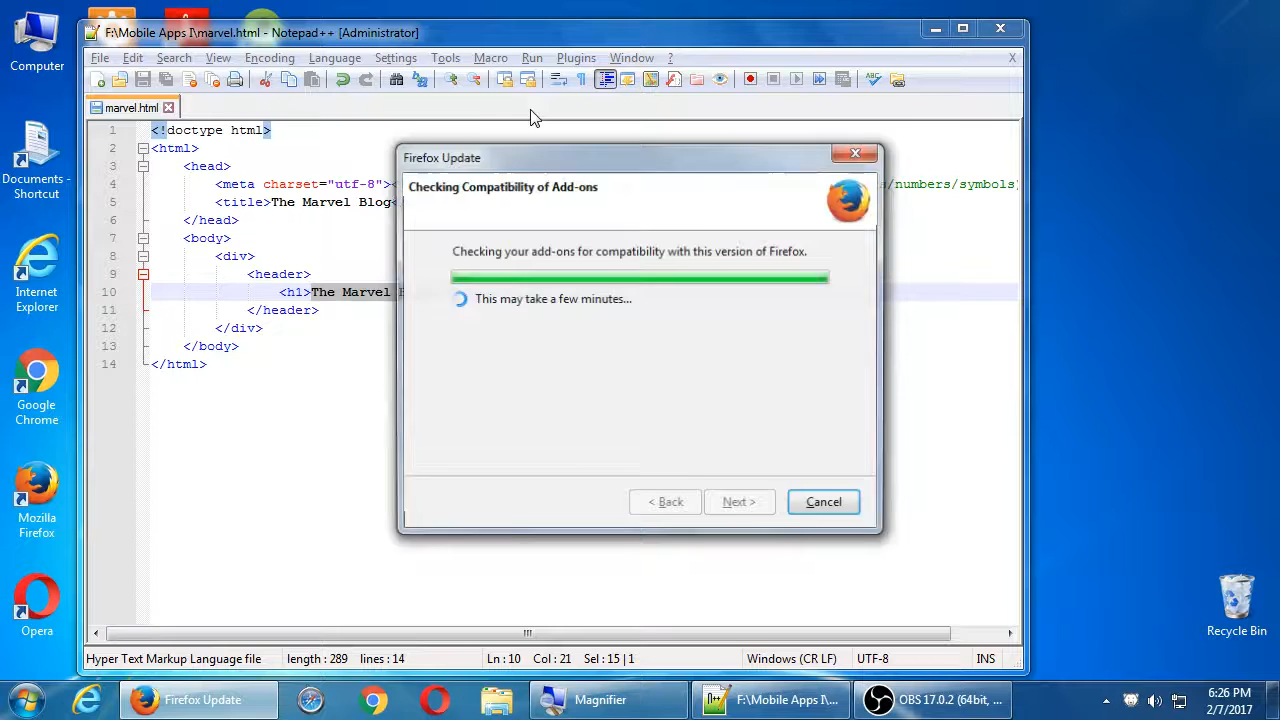 Computer
Documents - Shortcut
Internet Explorer
Google Chrome
Mozilla Firefox
Opera
Recycle Bin
F:\Mobile Apps I\marvel.html - Notepad++ [Administrator]
File Edit Search View Encoding Language Settings Tools Macro Run Plugins Window ? X
marvel.html
1 <!doctype html>
2 <html>
3 <head>
4 <meta charset="utf-8"> s/numbers/symbols
5 <title>The Marvel Blog
6 </head>
7 <body>
8 <div>
9 <header>
10 <h1>The Marvel
11 </header>
12 </div>
13 </body>
14 </html>
Firefox Update
Checking Compatibility of Add-ons
Checking your add-ons for compatibility with this version of Firefox.
This may take a few minutes...
< Back Next > Cancel
Hyper Text Markup Language file length : 289 lines : 14 Ln : 10 Col : 21 Sel : 15 | 1 Windows (CR LF) UTF-8 INS
Firefox Update Magnifier F:\Mobile Apps I\... OBS 17.0.2 (64bit, ... 6:26 PM
2/7/2017